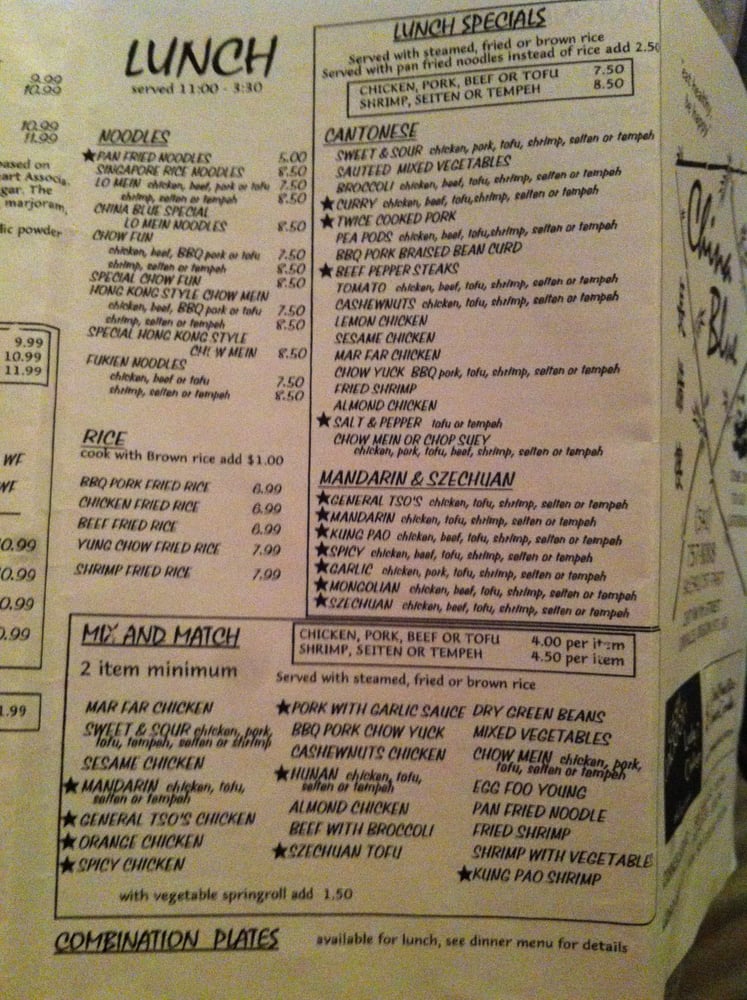 9.99
10.99
10.99
11.99
based on
eart Associa
gar. The
marjoram,
lic powder
9.99
10.99
11.99
WE
WE
0.99
0.99
0.99
0.99
1.99
LUNCH
served 11:00 - 3:30
NOODLES
★PAN FRIED NOODLES 5.00
SINGAPORE RICE NOODLES 8.50
LO MEIN chicken, beef, pork or tofu 7.50
shrimp, seiten or tempeh 8.50
CHINA BLUE SPECIAL
LO MEIN NOODLES 8.50
CHOW FUN
chicken, beef, BBQ pork or tofu 7.50
shrimp, seiten or tempeh 8.50
SPECIAL CHOW FUN 8.50
HONG KONG STYLE CHOW MEIN
chicken, beef, BBQ pork or tofu 7.50
shrimp, seiten or tempeh 8.50
SPECIAL HONG KONG STYLE
CHOW MEIN 8.50
FUKIEN NOODLES
chicken, beef or tofu 7.50
shrimp, seiten or tempeh 8.50
RICE
cook with Brown rice add $1.00
BBQ PORK FRIED RICE 6.99
CHICKEN FRIED RICE 6.99
BEEF FRIED RICE 6.99
YUNG CHOW FRIED RICE 7.99
SHRIMP FRIED RICE 7.99
LUNCH SPECIALS
Served with steamed, fried or brown rice
Served with pan fried noodles instead of rice add 2.50
CHICKEN, PORK, BEEF OR TOFU 7.50
SHRIMP, SEITEN OR TEMPEH 8.50
CANTONESE
SWEET & SOUR chicken, pork, tofu, shrimp, seiten or tempeh
SAUTEED MIXED VEGETABLES
BROCCOLI chicken, beef, tofu, shrimp, seiten or tempeh
★CURRY chicken, beef, tofu,shrimp, seiten or tempeh
★TWICE COOKED PORK
PEA PODS chicken, beef, tofu,shrimp, seiten or tempeh
BBQ PORK BRAISED BEAN CURD
★BEEF PEPPER STEAKS
TOMATO chicken, beef, tofu, shrimp, seiten or tempeh
CASHEWNUTS chicken, beef, tofu, shrimp, seiten or tempeh
LEMON CHICKEN
SESAME CHICKEN
MAR FAR CHICKEN
CHOW YUCK BBQ pork, tofu, shrimp, seiten or tempeh
FRIED SHRIMP
ALMOND CHICKEN
★SALT & PEPPER tofu or tempeh
CHOW MEIN OR CHOP SUEY
chicken, pork, tofu, beef, shrimp, seiten or tempeh
MANDARIN & SZECHUAN
★GENERAL TSO'S chicken, tofu, shrimp, seiten or tempeh
★MANDARIN chicken, tofu, shrimp, seiten or tempeh
★KUNG PAO chicken, beef, tofu, shrimp, seiten or tempeh
★SPICY chicken, beef, tofu, shrimp, seiten or tempeh
★GARLIC chicken, pork, tofu, shrimp, seiten or tempeh
★MONGOLIAN chicken, beef, tofu, shrimp, seiten or tempeh
★SZECHUAN chicken, beef, tofu, shrimp, seiten or tempeh
MIX AND MATCH
2 item minimum
CHICKEN, PORK, BEEF OR TOFU 4.00 per item
SHRIMP, SEITEN OR TEMPEH 4.50 per item
Served with steamed, fried or brown rice
MAR FAR CHICKEN
SWEET & SOUR chicken, pork,
tofu, tempeh, seiten or shrimp
SESAME CHICKEN
★MANDARIN chicken, tofu,
seiten or tempeh
★GENERAL TSO'S CHICKEN
★ORANGE CHICKEN
★SPICY CHICKEN
★PORK WITH GARLIC SAUCE
BBQ PORK CHOW YUCK
CASHEWNUTS CHICKEN
★HUNAN chicken, tofu,
seiten or tempeh
ALMOND CHICKEN
BEEF WITH BROCCOLI
★SZECHUAN TOFU
DRY GREEN BEANS
MIXED VEGETABLES
CHOW MEIN chicken, pork,
tofu, seiten or tempeh
EGG FOO YOUNG
PAN FRIED NOODLE
FRIED SHRIMP
SHRIMP WITH VEGETABLE
★KUNG PAO SHRIMP
with vegetable springroll add 1.50
COMBINATION PLATES available for lunch, see dinner menu for details
eat healthy,
be happy
China
Blue
(541)
757-8088